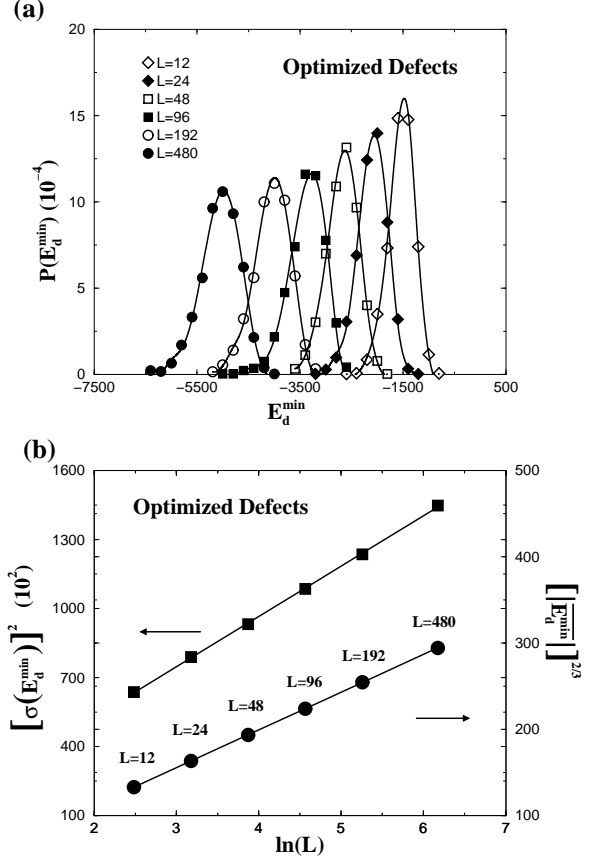 (a)
20
15
10
5
0
P(E_d^min) (10^-4)
L=12
L=24
L=48
L=96
L=192
L=480
Optimized Defects
-7500 -5500 -3500 -1500 500
E_d^min
(b)
1600
1300
1000
700
400
100
[σ(E_d^min)]^2 (10^2)
Optimized Defects
500
400
300
200
100
[|E̅_d^min|]^2/3
L=480
L=192
L=96
L=48
L=24
L=12
2 3 4 5 6 7
ln(L)